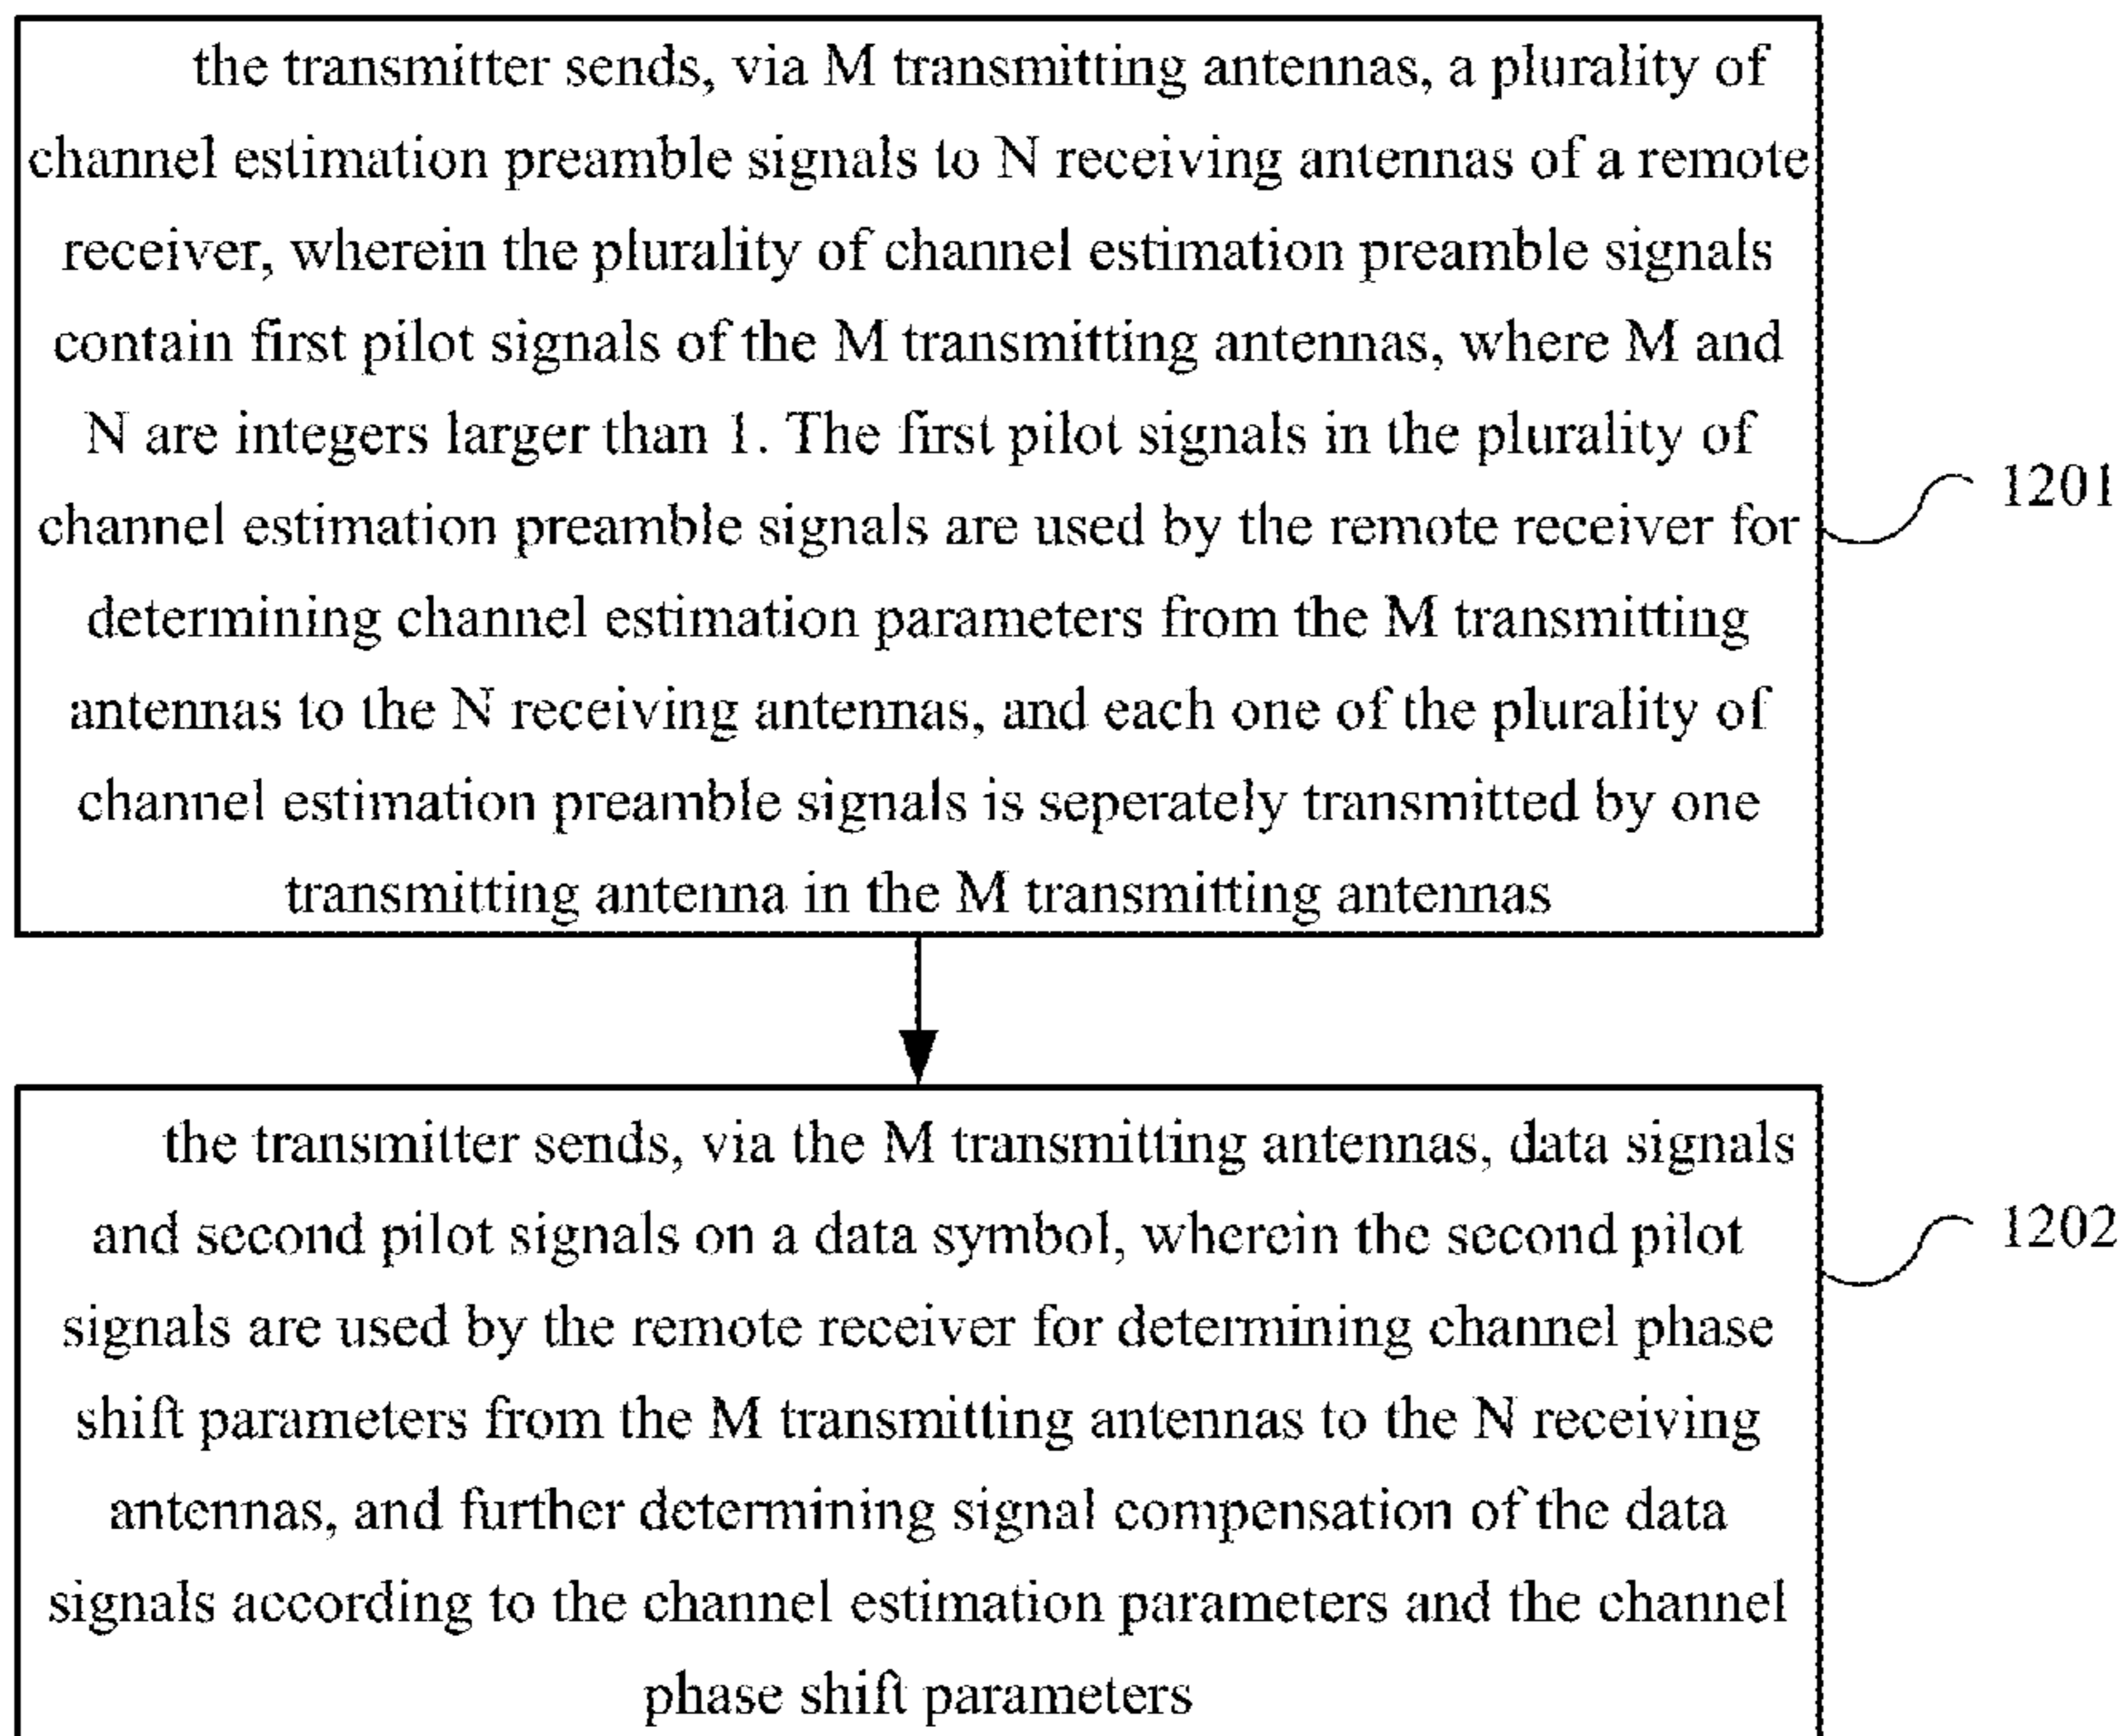 the transmitter sends, via M transmitting antennas, a plurality of
channel estimation preamble signals to N receiving antennas of a remote
receiver, wherein the plurality of channel estimation preamble signals
contain first pilot signals of the M transmitting antennas, where M and
N are integers larger than 1. The first pilot signals in the plurality of
channel estimation preamble signals are used by the remote receiver for
determining channel estimation parameters from the M transmitting
antennas to the N receiving antennas, and each one of the plurality of
channel estimation preamble signals is seperately transmitted by one
transmitting antenna in the M transmitting antennas
1201
the transmitter sends, via the M transmitting antennas, data signals
and second pilot signals on a data symbol, wherein the second pilot
signals are used by the remote receiver for determining channel phase
shift parameters from the M transmitting antennas to the N receiving
antennas, and further determining signal compensation of the data
signals according to the channel estimation parameters and the channel
phase shift parameters
1202